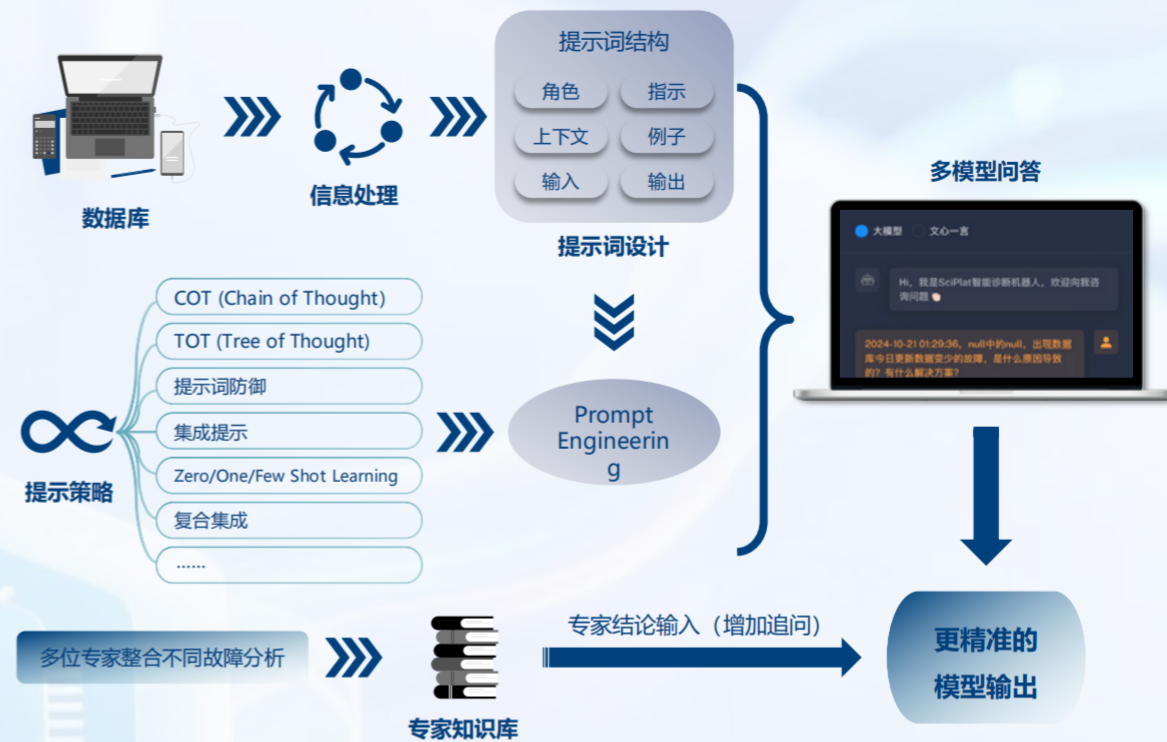 提示词结构
角色
指示
上下文
例子
输入
输出
数据库
信息处理
提示词设计
多模型问答
大模型
文心一言
Hi，我是SciPlat智能诊断机器人，欢迎向我咨
询问题
2024-10-21 01:29:36，null中的null，出现数据
库今日更新数据变少的故障，是什么原因导致
的？有什么解决方案？
COT (Chain of Thought)
TOT (Tree of Thought)
提示词防御
集成提示
Zero/One/Few Shot Learning
复合集成
......
提示策略
Prompt
Engineerin
g
多位专家整合不同故障分析
专家知识库
专家结论输入（增加追问）
更精准的
模型输出